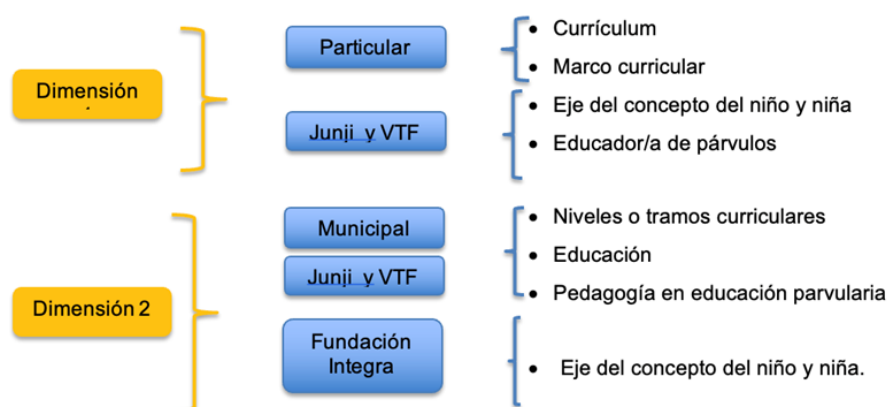 Dimensión
Particular
• Currículum
• Marco curricular
Junji y VTF
• Eje del concepto del niño y niña
• Educador/a de párvulos
Dimensión 2
Municipal
Junji y VTF
• Niveles o tramos curriculares
• Educación
• Pedagogía en educación parvularia
Fundación
Integra
• Eje del concepto del niño y niña.